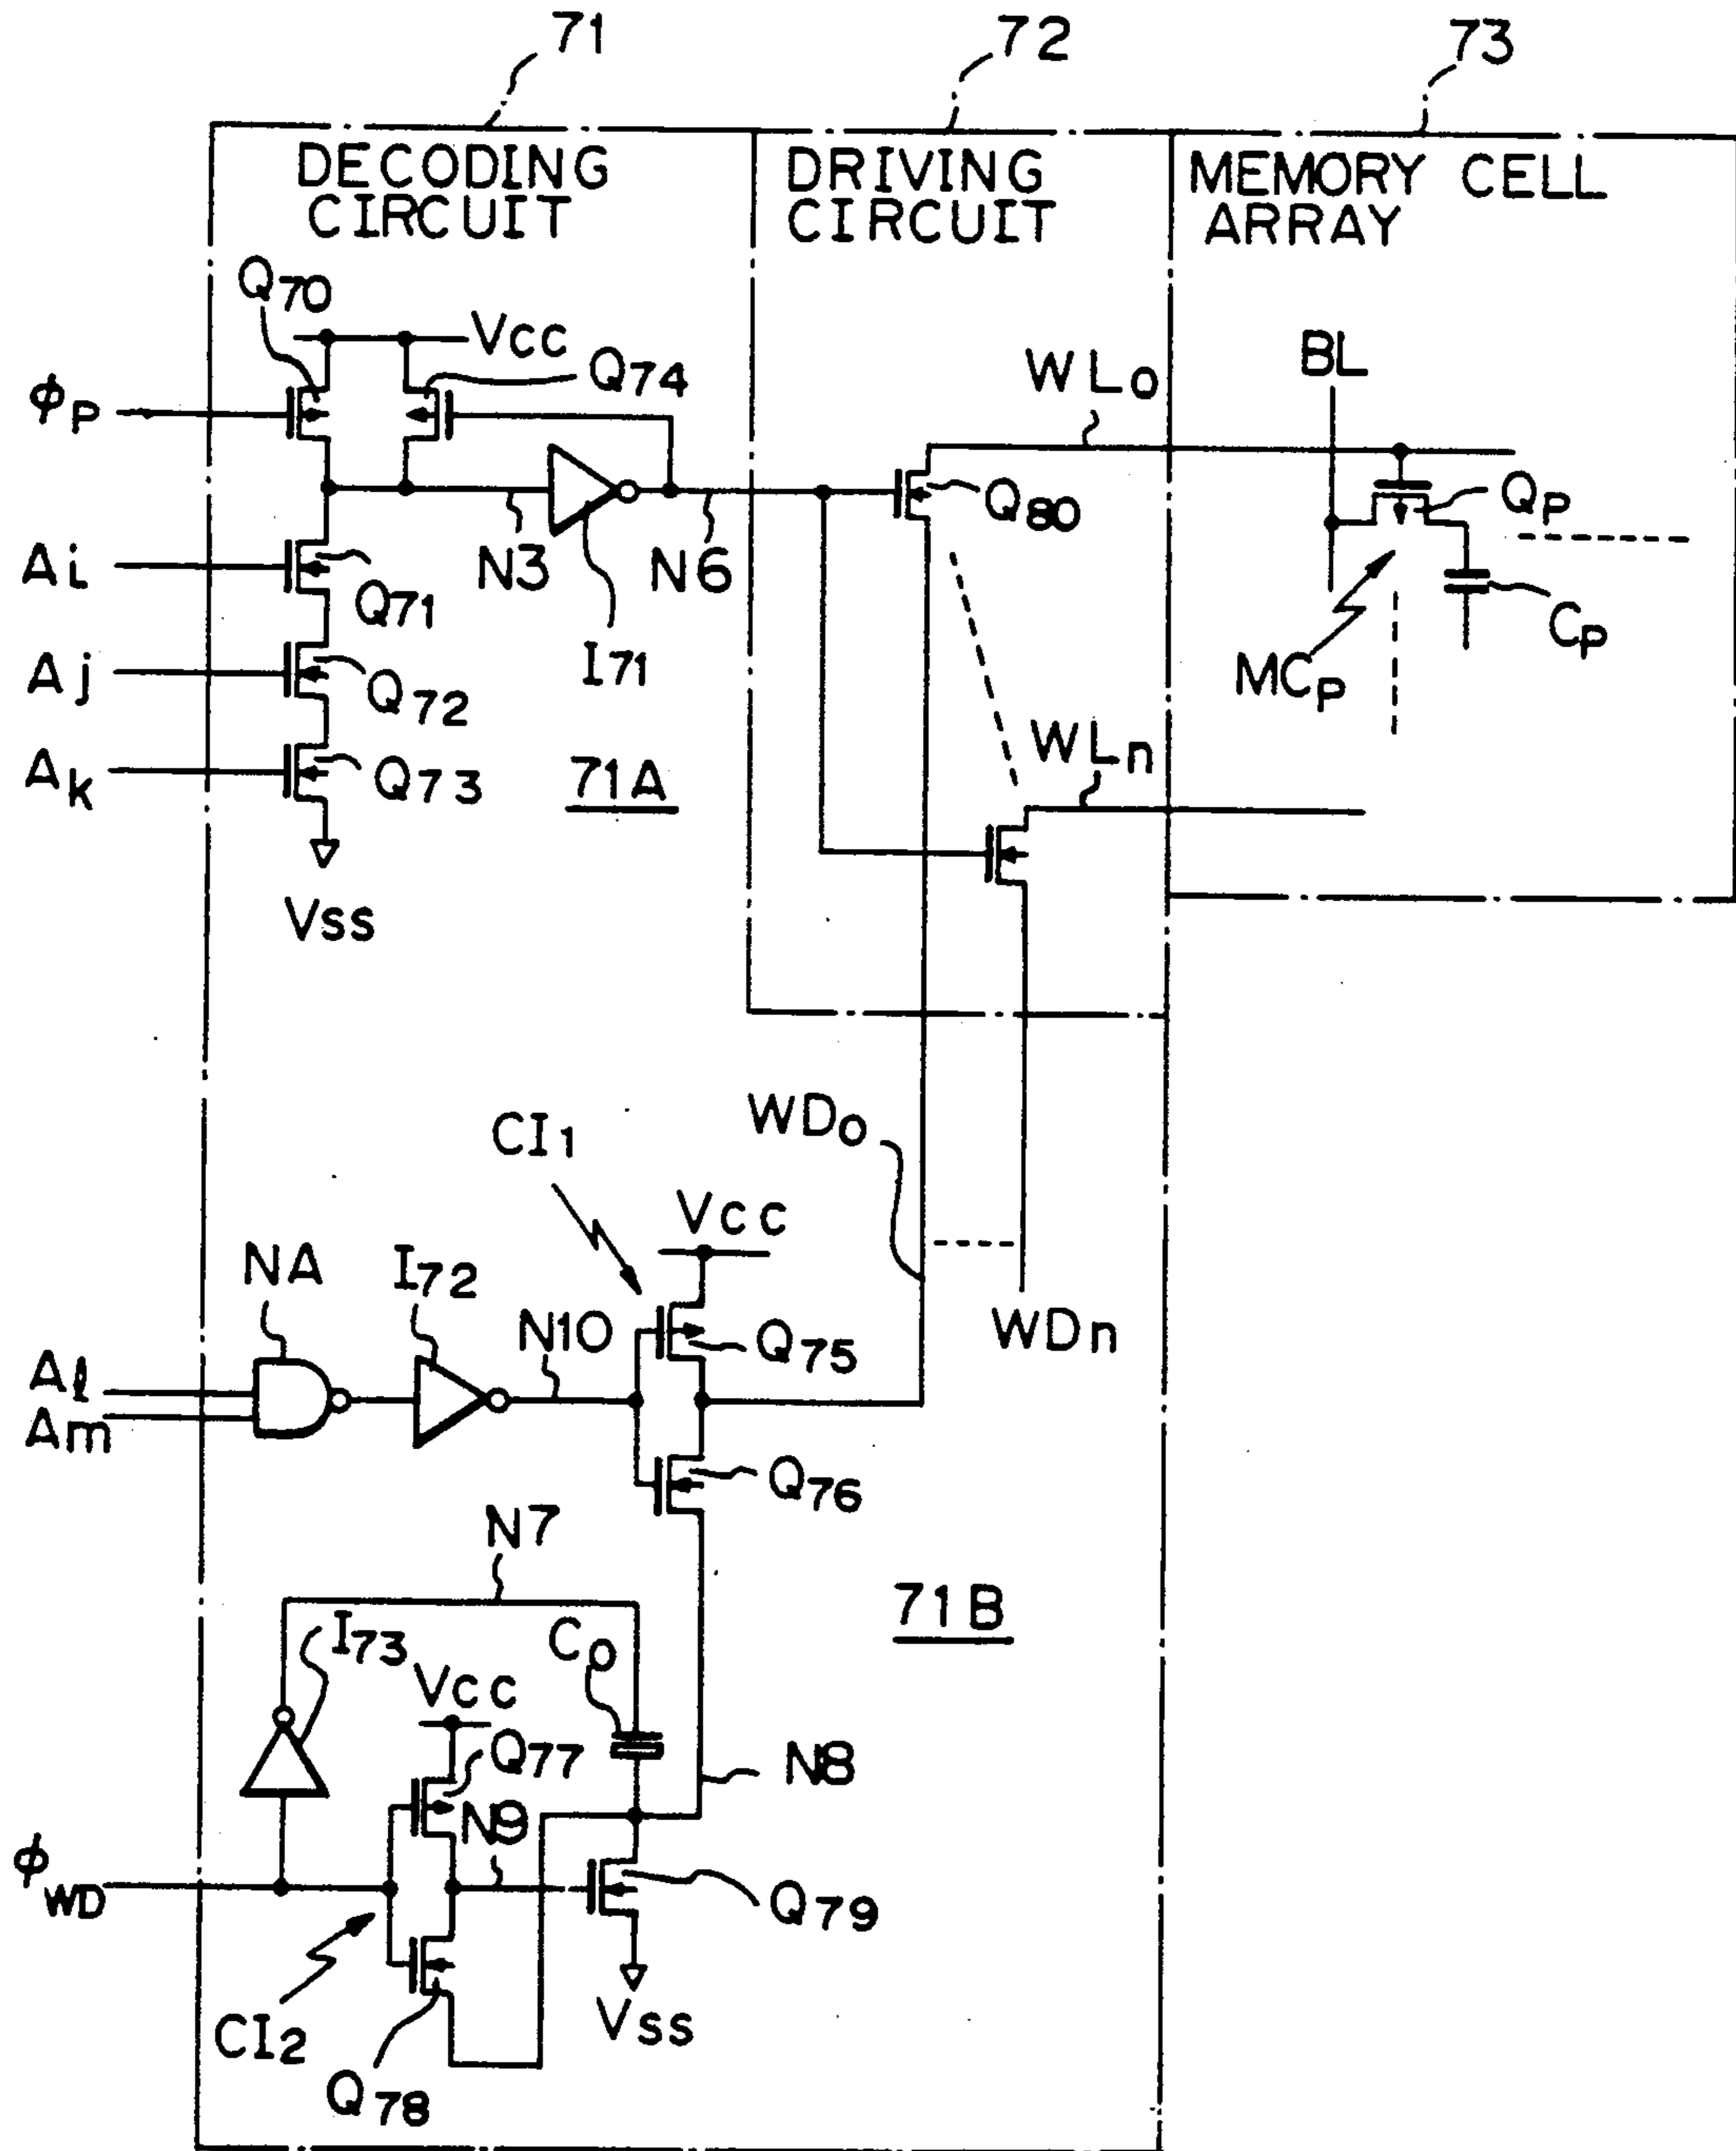 71
72
73
DECODING
CIRCUIT
DRIVING
CIRCUIT
MEMORY CELL
ARRAY
Q70
Vcc
Q74
WLo
BL
ϕP
Q80
QP
N3
N6
Ai
Q71
I71
CP
MCP
Aj
Q72
WLn
Ak
Q73
71A
Vss
WDo
CI1
Vcc
NA
I72
N10
Q75
WDn
Al
Am
Q76
N7
71B
I73
Co
Vcc
Q77
N8
N9
ϕWD
Q79
CI2
Vss
Q78